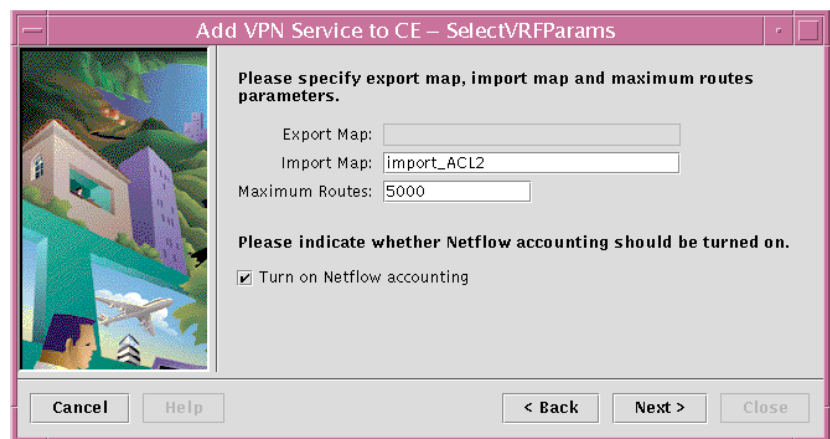 Add VPN Service to CE – SelectVRFParams
Please specify export map, import map and maximum routes
parameters.
Export Map:
Import Map: import_ACL2
Maximum Routes: 5000
Please indicate whether Netflow accounting should be turned on.
Turn on Netflow accounting
Cancel Help < Back Next > Close